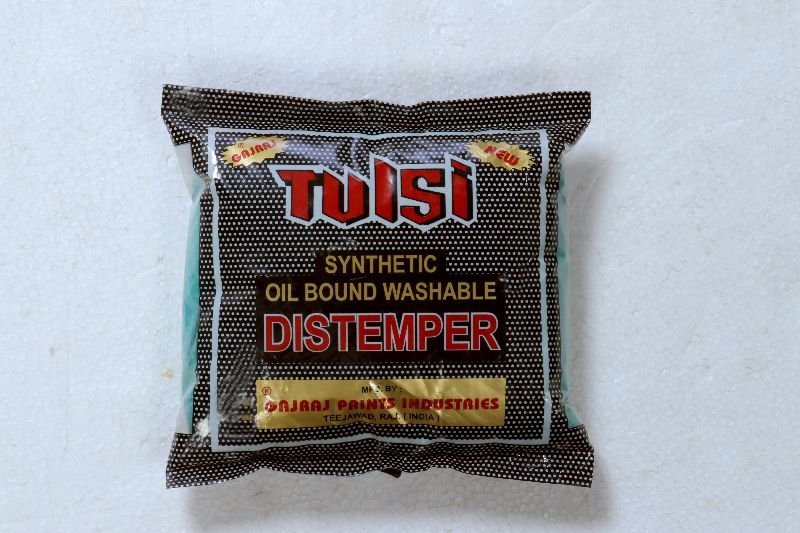 ® GAJRAJ
NEW
TULSI
SYNTHETIC
OIL BOUND WASHABLE
DISTEMPER
®
MFD. BY :
GAJRAJ PAINTS INDUSTRIES
TEEJAWAD, RAJ. ( INDIA )